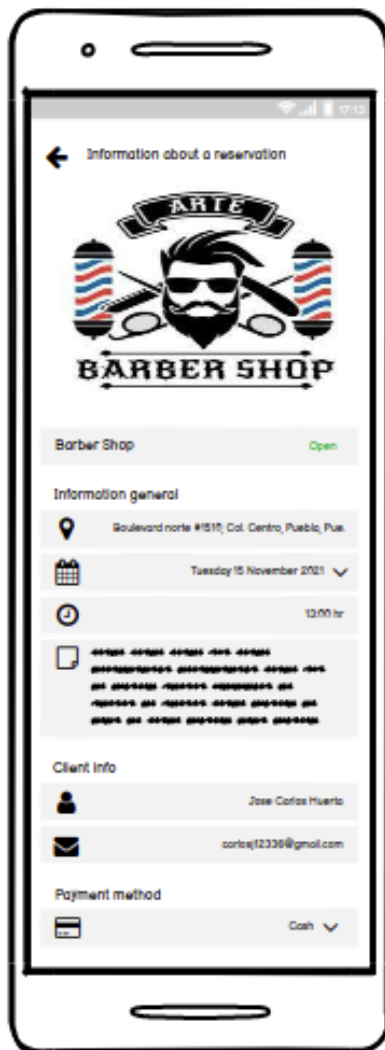 17:13
Information about a reservation
ARTE
BARBER SHOP
Barber Shop Open
Information general
Boulevard norte #1510, Col. Centro, Puebla, Pue.
Tuesday 15 November 2021
13:00 hr
Client info
Jose Carlos Huerta
carlosj12336@gmail.com
Payment method
Cash